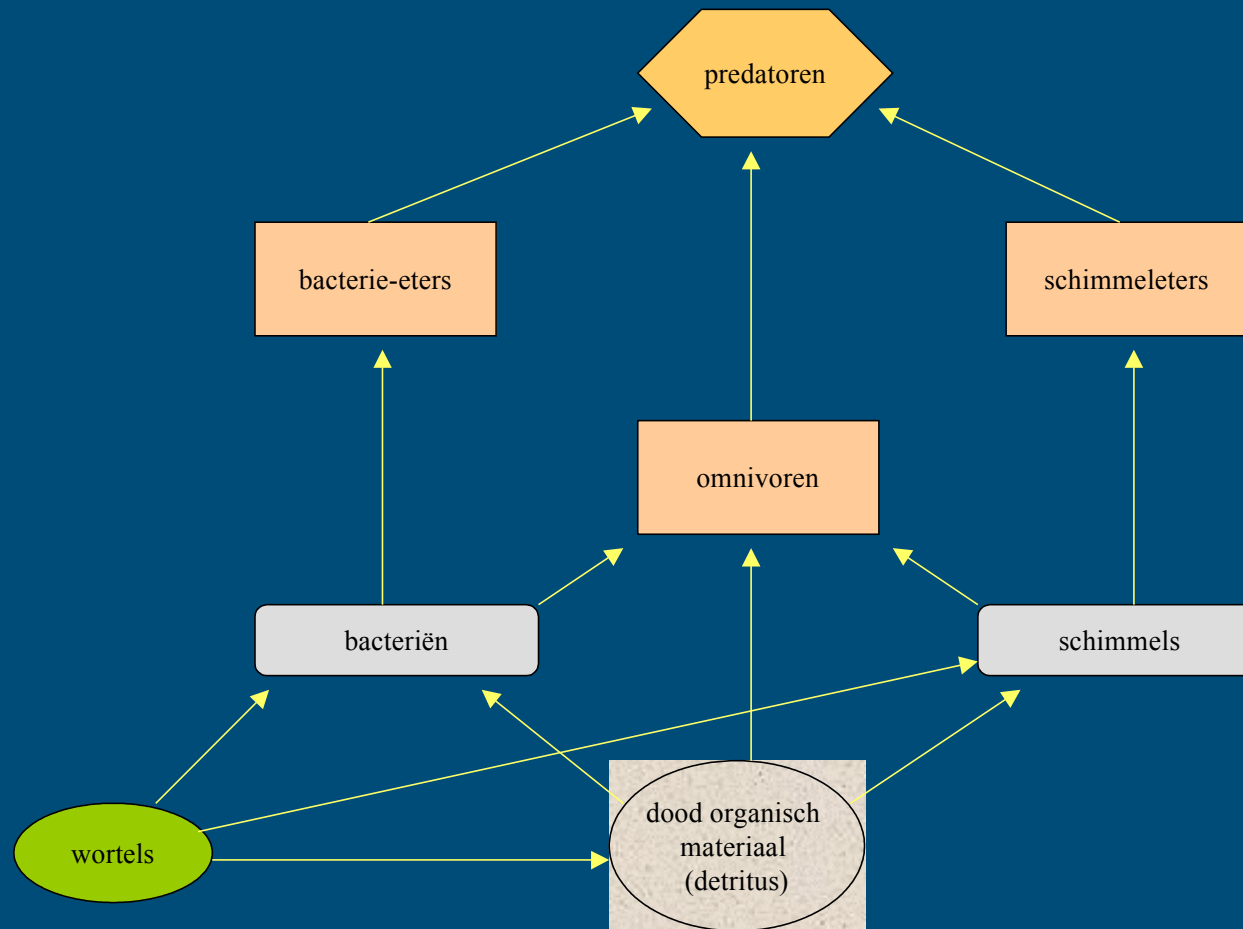 predatoren
bacterie-eters
schimmeleters
omnivoren
bacteriën
schimmels
wortels
dood organisch
materiaal
(detritus)